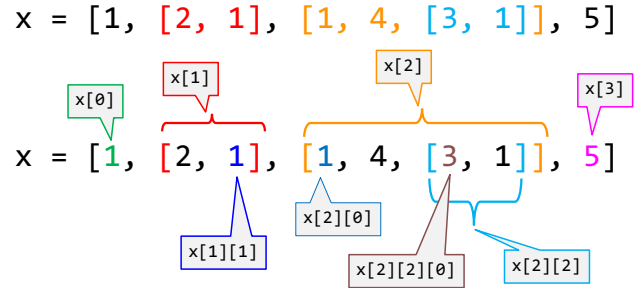 x = [1, [2, 1], [1, 4, [3, 1]], 5]
x[2]
x[1]
x[3]
x[0]
x = [1, [2, 1], [1, 4, [3, 1]], 5]
x[2][0]
x[1][1]
x[2][2][0]
x[2][2]